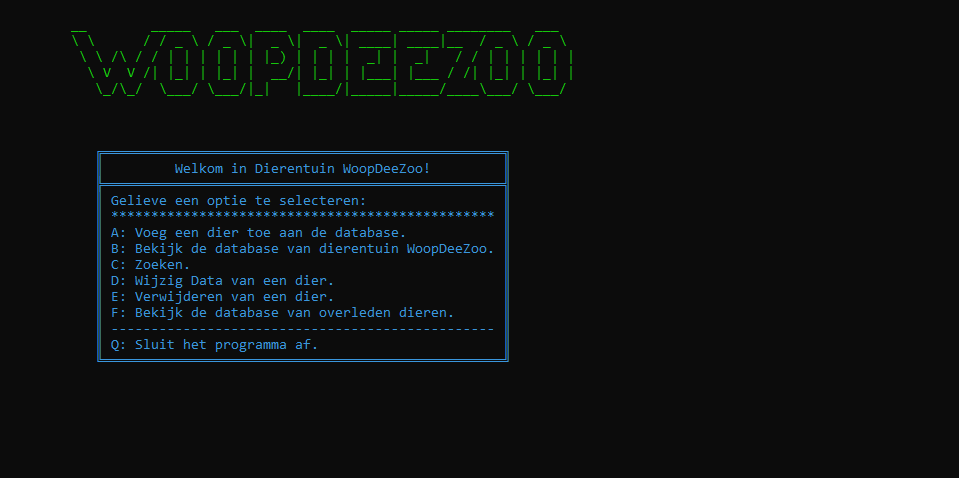 WOOPDEEZOO
Welkom in Dierentuin WoopDeeZoo!
Gelieve een optie te selecteren:
************************************************
A: Voeg een dier toe aan de database.
B: Bekijk de database van dierentuin WoopDeeZoo.
C: Zoeken.
D: Wijzig Data van een dier.
E: Verwijderen van een dier.
F: Bekijk de database van overleden dieren.
------------------------------------------------
Q: Sluit het programma af.